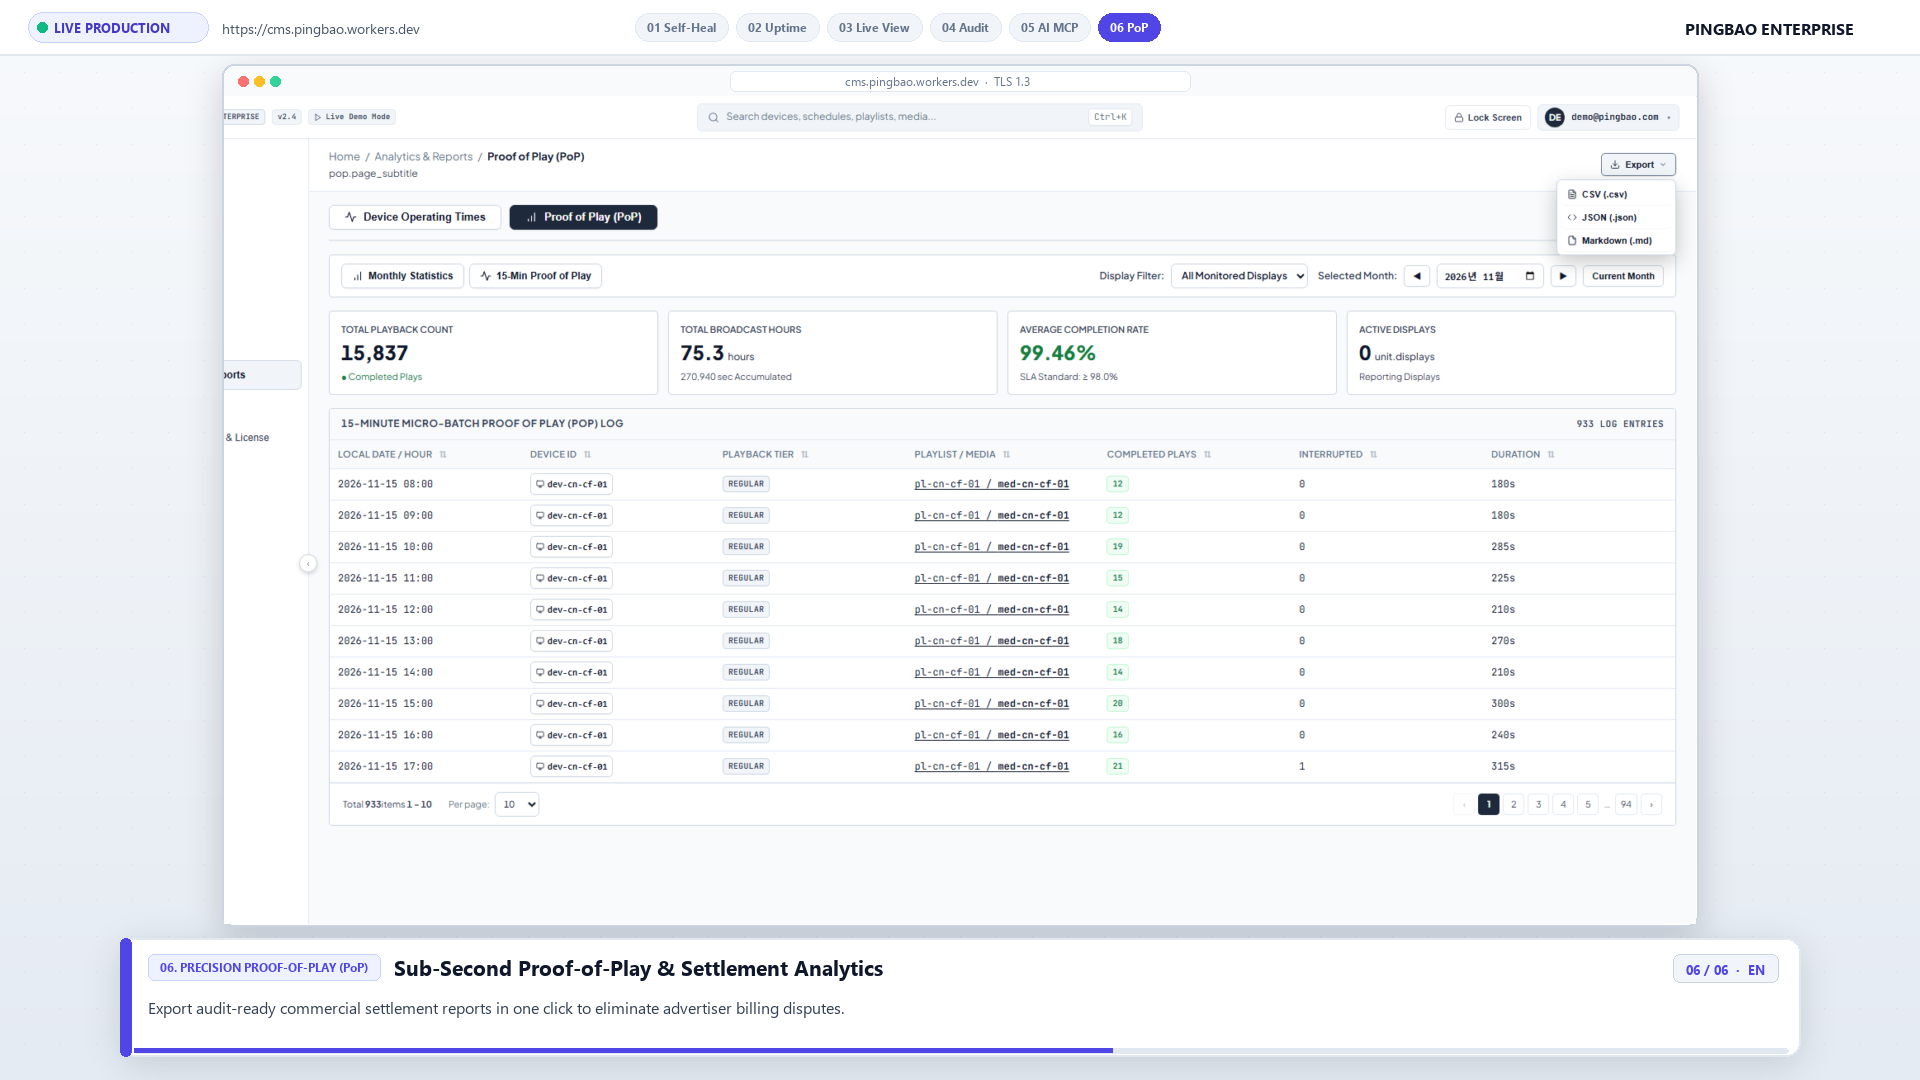 LIVE PRODUCTION
https://cms.pingbao.workers.dev
01 Self-Heal
02 Uptime
03 Live View
04 Audit
05 AI MCP
06 PoP
PINGBAO ENTERPRISE
cms.pingbao.workers.dev · TLS 1.3
TERPRISE
v2.4
Live Demo Mode
Search devices, schedules, playlists, media...
Ctrl+K
Lock Screen
DE
demo@pingbao.com
Home / Analytics & Reports / Proof of Play (PoP)
pop.page_subtitle
Export
CSV (.csv)
JSON (.json)
Markdown (.md)
Device Operating Times
Proof of Play (PoP)
Monthly Statistics
15-Min Proof of Play
Display Filter:
All Monitored Displays
Selected Month:
2026년 11월
Current Month
TOTAL PLAYBACK COUNT
15,837
Completed Plays
TOTAL BROADCAST HOURS
75.3 hours
270,940 sec Accumulated
AVERAGE COMPLETION RATE
99.46%
SLA Standard: ≥ 98.0%
ACTIVE DISPLAYS
0 unit.displays
Reporting Displays
orts
& License
15-MINUTE MICRO-BATCH PROOF OF PLAY (POP) LOG
933 LOG ENTRIES
LOCAL DATE / HOUR DEVICE ID PLAYBACK TIER PLAYLIST / MEDIA COMPLETED PLAYS INTERRUPTED DURATION
2026-11-15 08:00 dev-cn-cf-01 REGULAR pl-cn-cf-01 / med-cn-cf-01 12 0 180s
2026-11-15 09:00 dev-cn-cf-01 REGULAR pl-cn-cf-01 / med-cn-cf-01 12 0 180s
2026-11-15 10:00 dev-cn-cf-01 REGULAR pl-cn-cf-01 / med-cn-cf-01 19 0 285s
2026-11-15 11:00 dev-cn-cf-01 REGULAR pl-cn-cf-01 / med-cn-cf-01 15 0 225s
2026-11-15 12:00 dev-cn-cf-01 REGULAR pl-cn-cf-01 / med-cn-cf-01 14 0 210s
2026-11-15 13:00 dev-cn-cf-01 REGULAR pl-cn-cf-01 / med-cn-cf-01 18 0 270s
2026-11-15 14:00 dev-cn-cf-01 REGULAR pl-cn-cf-01 / med-cn-cf-01 14 0 210s
2026-11-15 15:00 dev-cn-cf-01 REGULAR pl-cn-cf-01 / med-cn-cf-01 20 0 300s
2026-11-15 16:00 dev-cn-cf-01 REGULAR pl-cn-cf-01 / med-cn-cf-01 16 0 240s
2026-11-15 17:00 dev-cn-cf-01 REGULAR pl-cn-cf-01 / med-cn-cf-01 21 1 315s
Total 933items 1 – 10
Per page: 10
‹ 1 2 3 4 5 ... 94 ›
06. PRECISION PROOF-OF-PLAY (PoP)
Sub-Second Proof-of-Play & Settlement Analytics
06 / 06 · EN
Export audit-ready commercial settlement reports in one click to eliminate advertiser billing disputes.